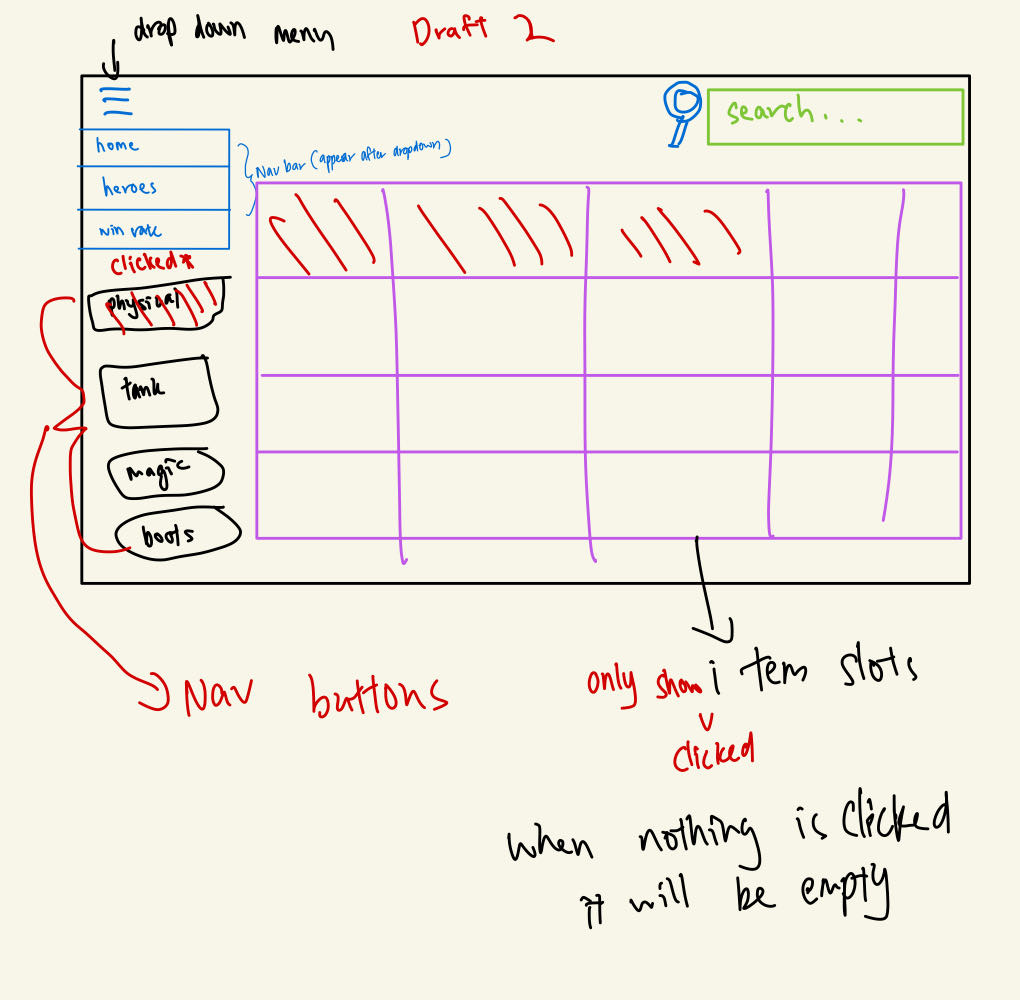 drop down menu Draft 2
search...
home
Nav bar (appear after dropdown)
heroes
win rate
clicked*
physical
tank
magic
boots
Nav buttons
only show item slots
clicked
when nothing is clicked
it will be empty